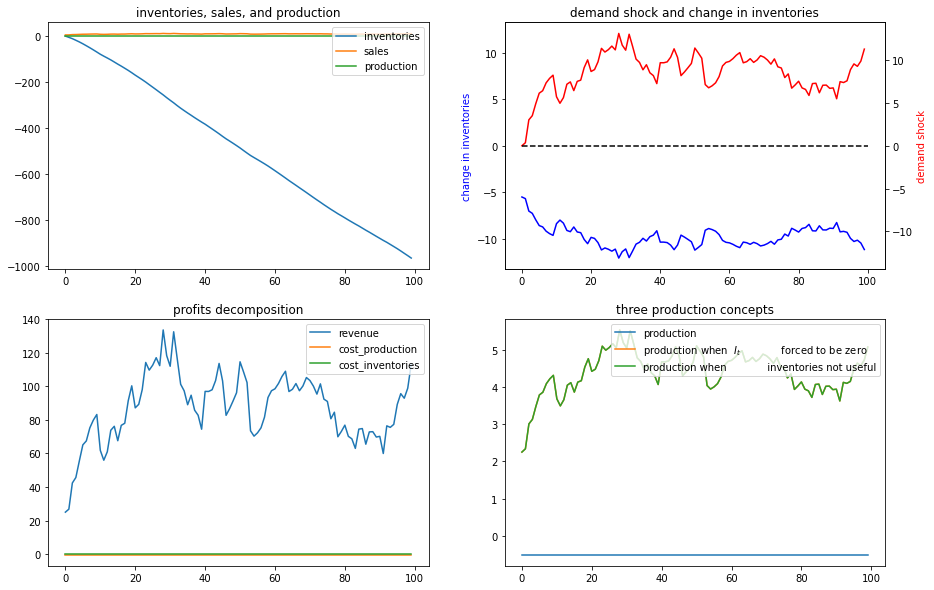 inventories, sales, and production
inventories
sales
production
0
−200
−400
−600
−800
−1000
0 20 40 60 80 100
demand shock and change in inventories
change in inventories
10
5
0
−5
−10
10
5
0
−5
−10
demand shock
0 20 40 60 80 100
profits decomposition
revenue
cost_production
cost_inventories
140
120
100
80
60
40
20
0
0 20 40 60 80 100
three production concepts
production
production when I_t forced to be zero
production when inventories not useful
5
4
3
2
1
0
0 20 40 60 80 100